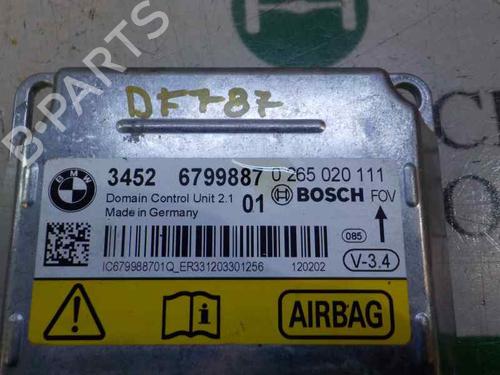 B-PARTS
DF787
BMW
3452 6799887 0 265 020 111
Domain Control Unit 2.1 01 BOSCH FOV
Made in Germany
085
V-3.4
IC679988701Q_ER331203301256 120202
AIRBAG